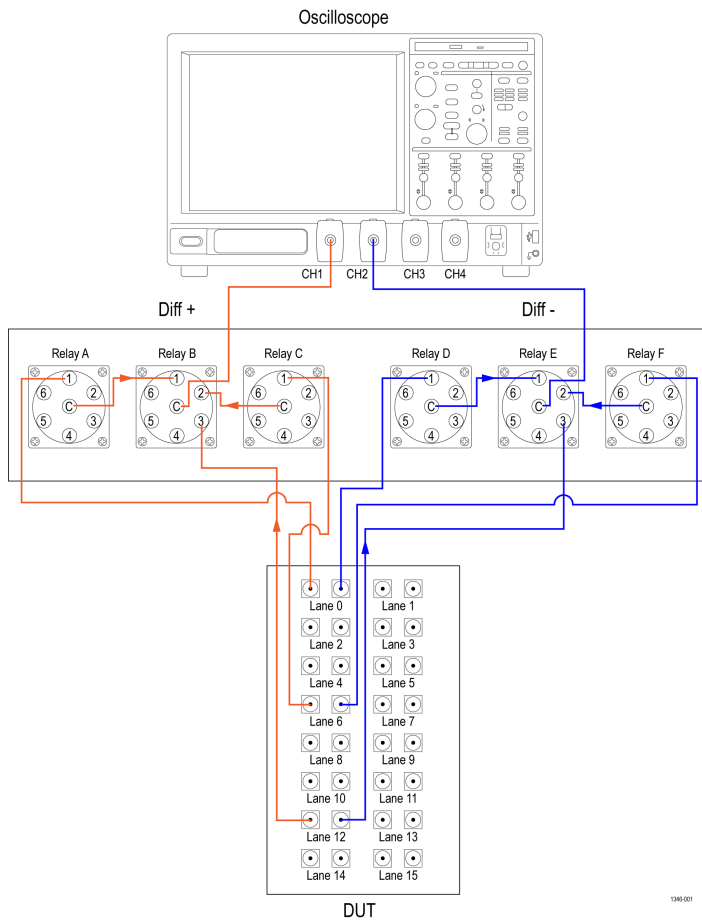 Oscilloscope
CH1 CH2 CH3 CH4
Diff + Diff -
Relay A Relay B Relay C Relay D Relay E Relay F
1 1 1 1 1 1
6 2 6 2 6 2 6 2 6 2 6 2
C C C C C C
5 3 5 3 5 3 5 3 5 3 5 3
4 4 4 4 4 4
Lane 0 Lane 1
Lane 2 Lane 3
Lane 4 Lane 5
Lane 6 Lane 7
Lane 8 Lane 9
Lane 10 Lane 11
Lane 12 Lane 13
Lane 14 Lane 15
DUT
1346-001